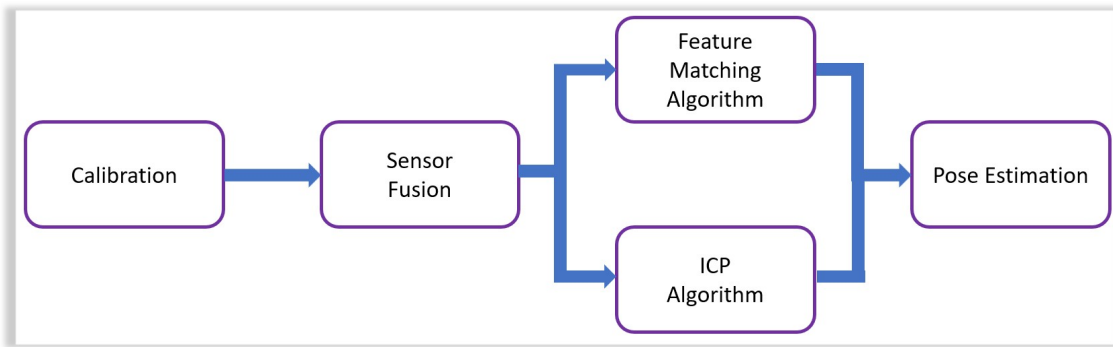 Calibration
Sensor
Fusion
Feature
Matching
Algorithm
ICP
Algorithm
Pose Estimation